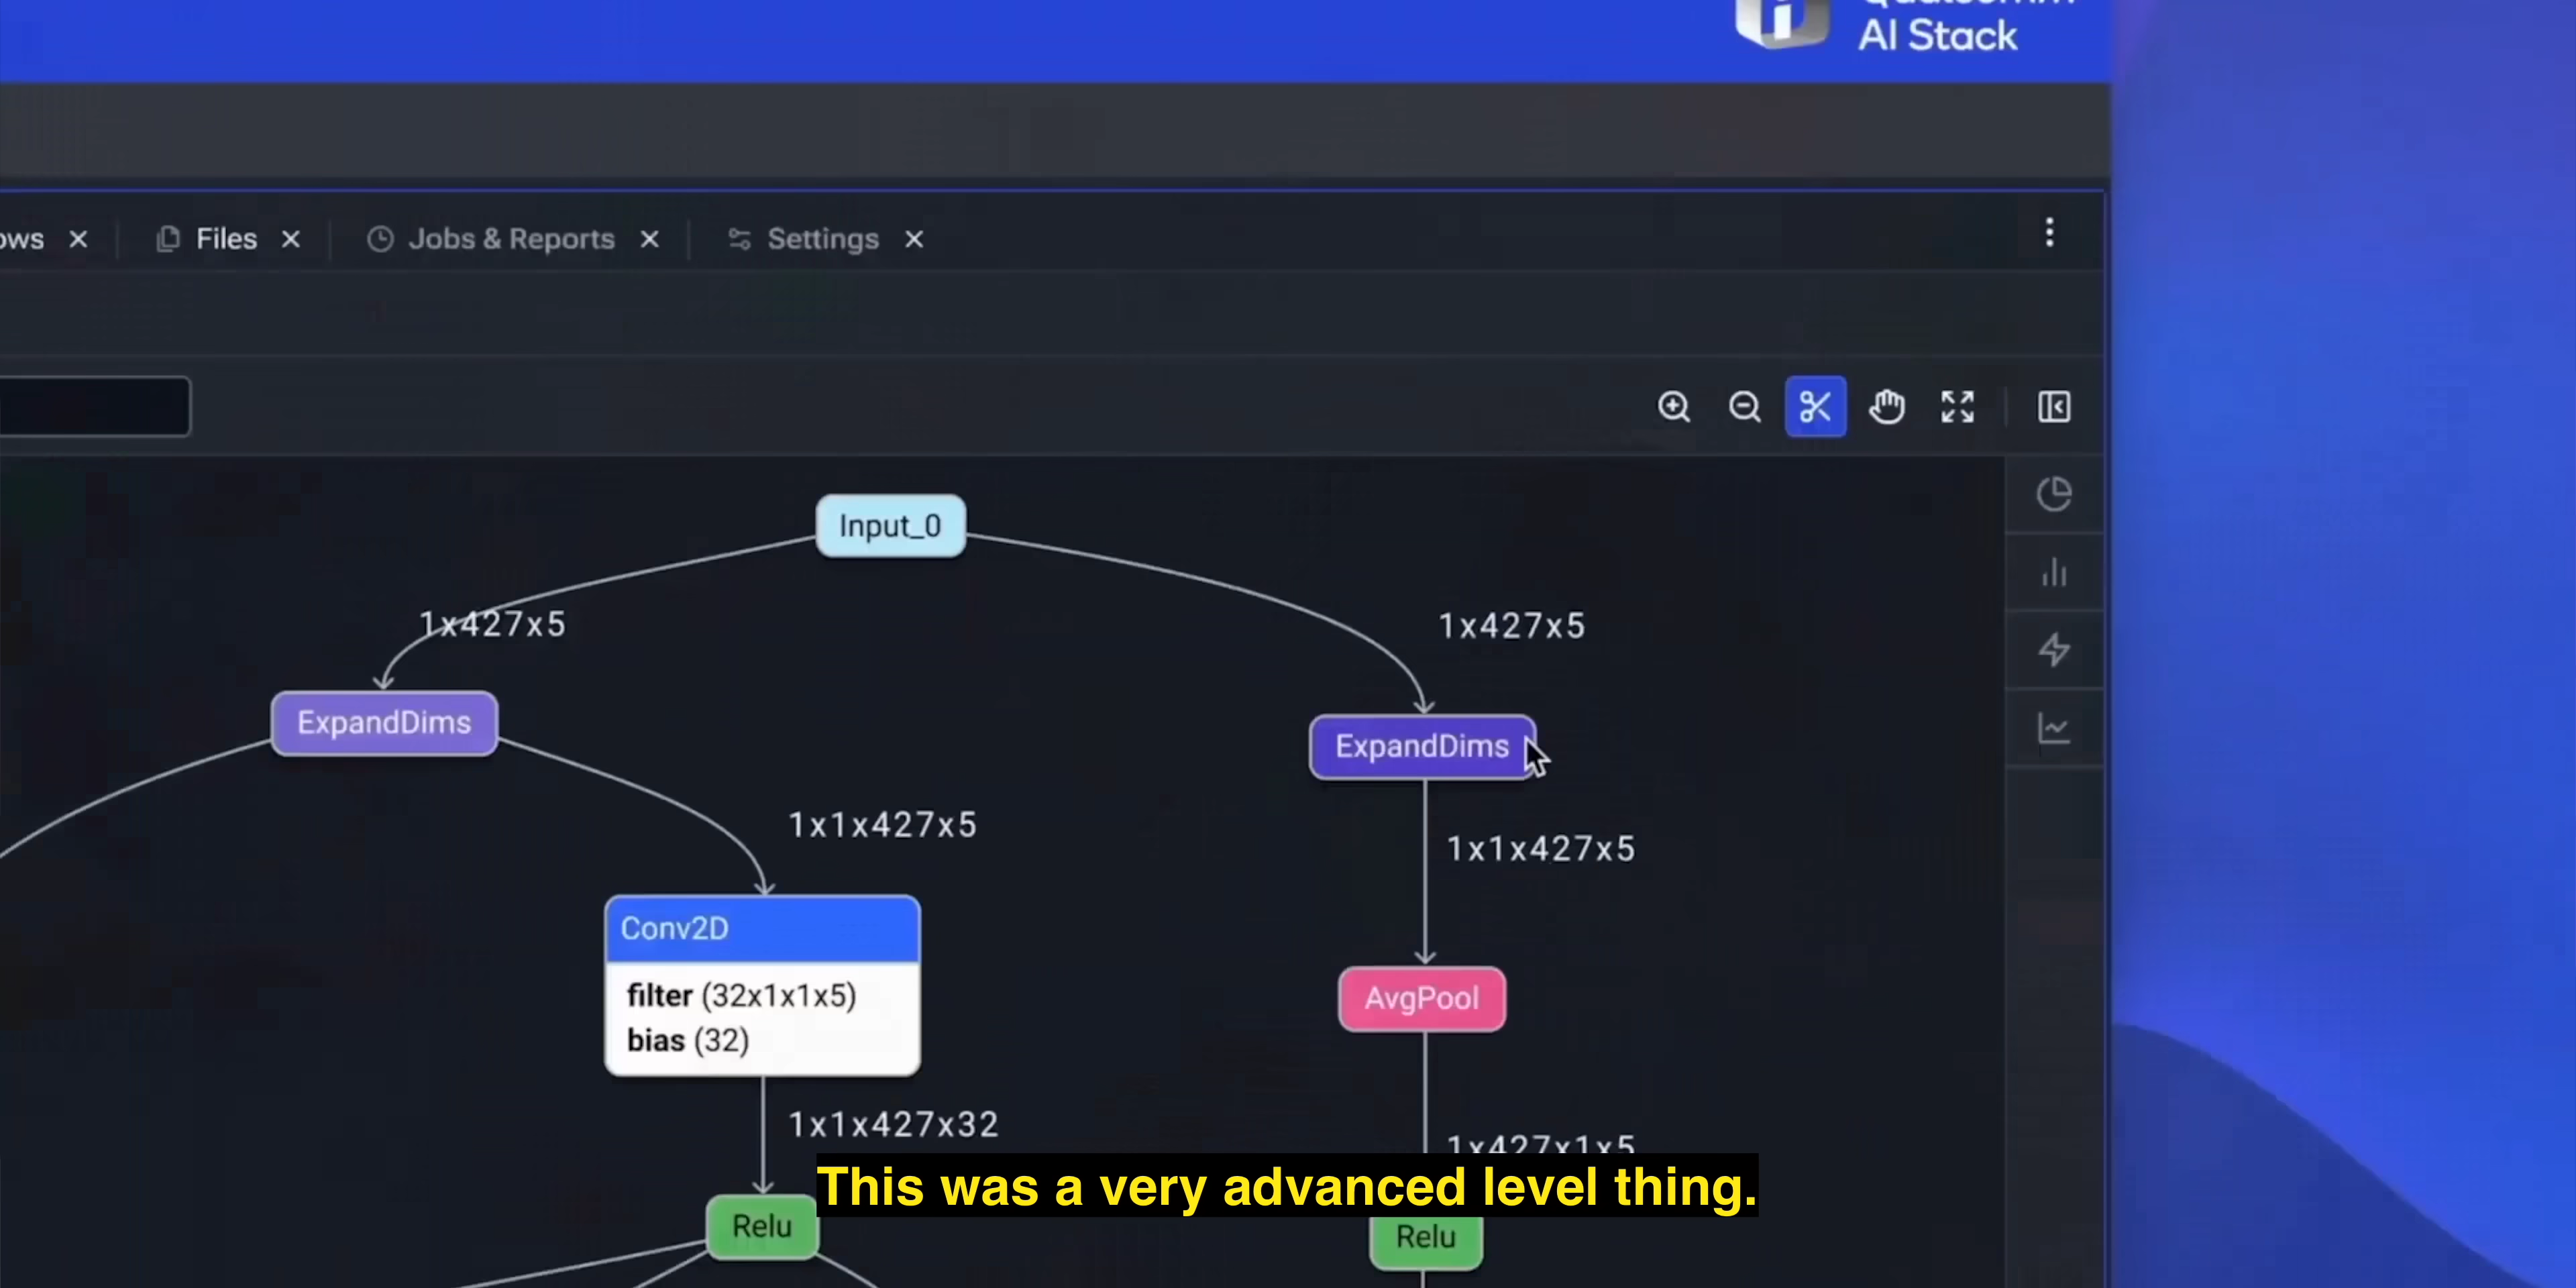 AI Stack
Files
Jobs & Reports
Settings
Input_0
1x427x5
1x427x5
ExpandDims
ExpandDims
1x1x427x5
1x1x427x5
Conv2D
filter (32x1x1x5)
bias (32)
AvgPool
1x1x427x32
1x427x1x5
This was a very advanced level thing.
Relu
Relu